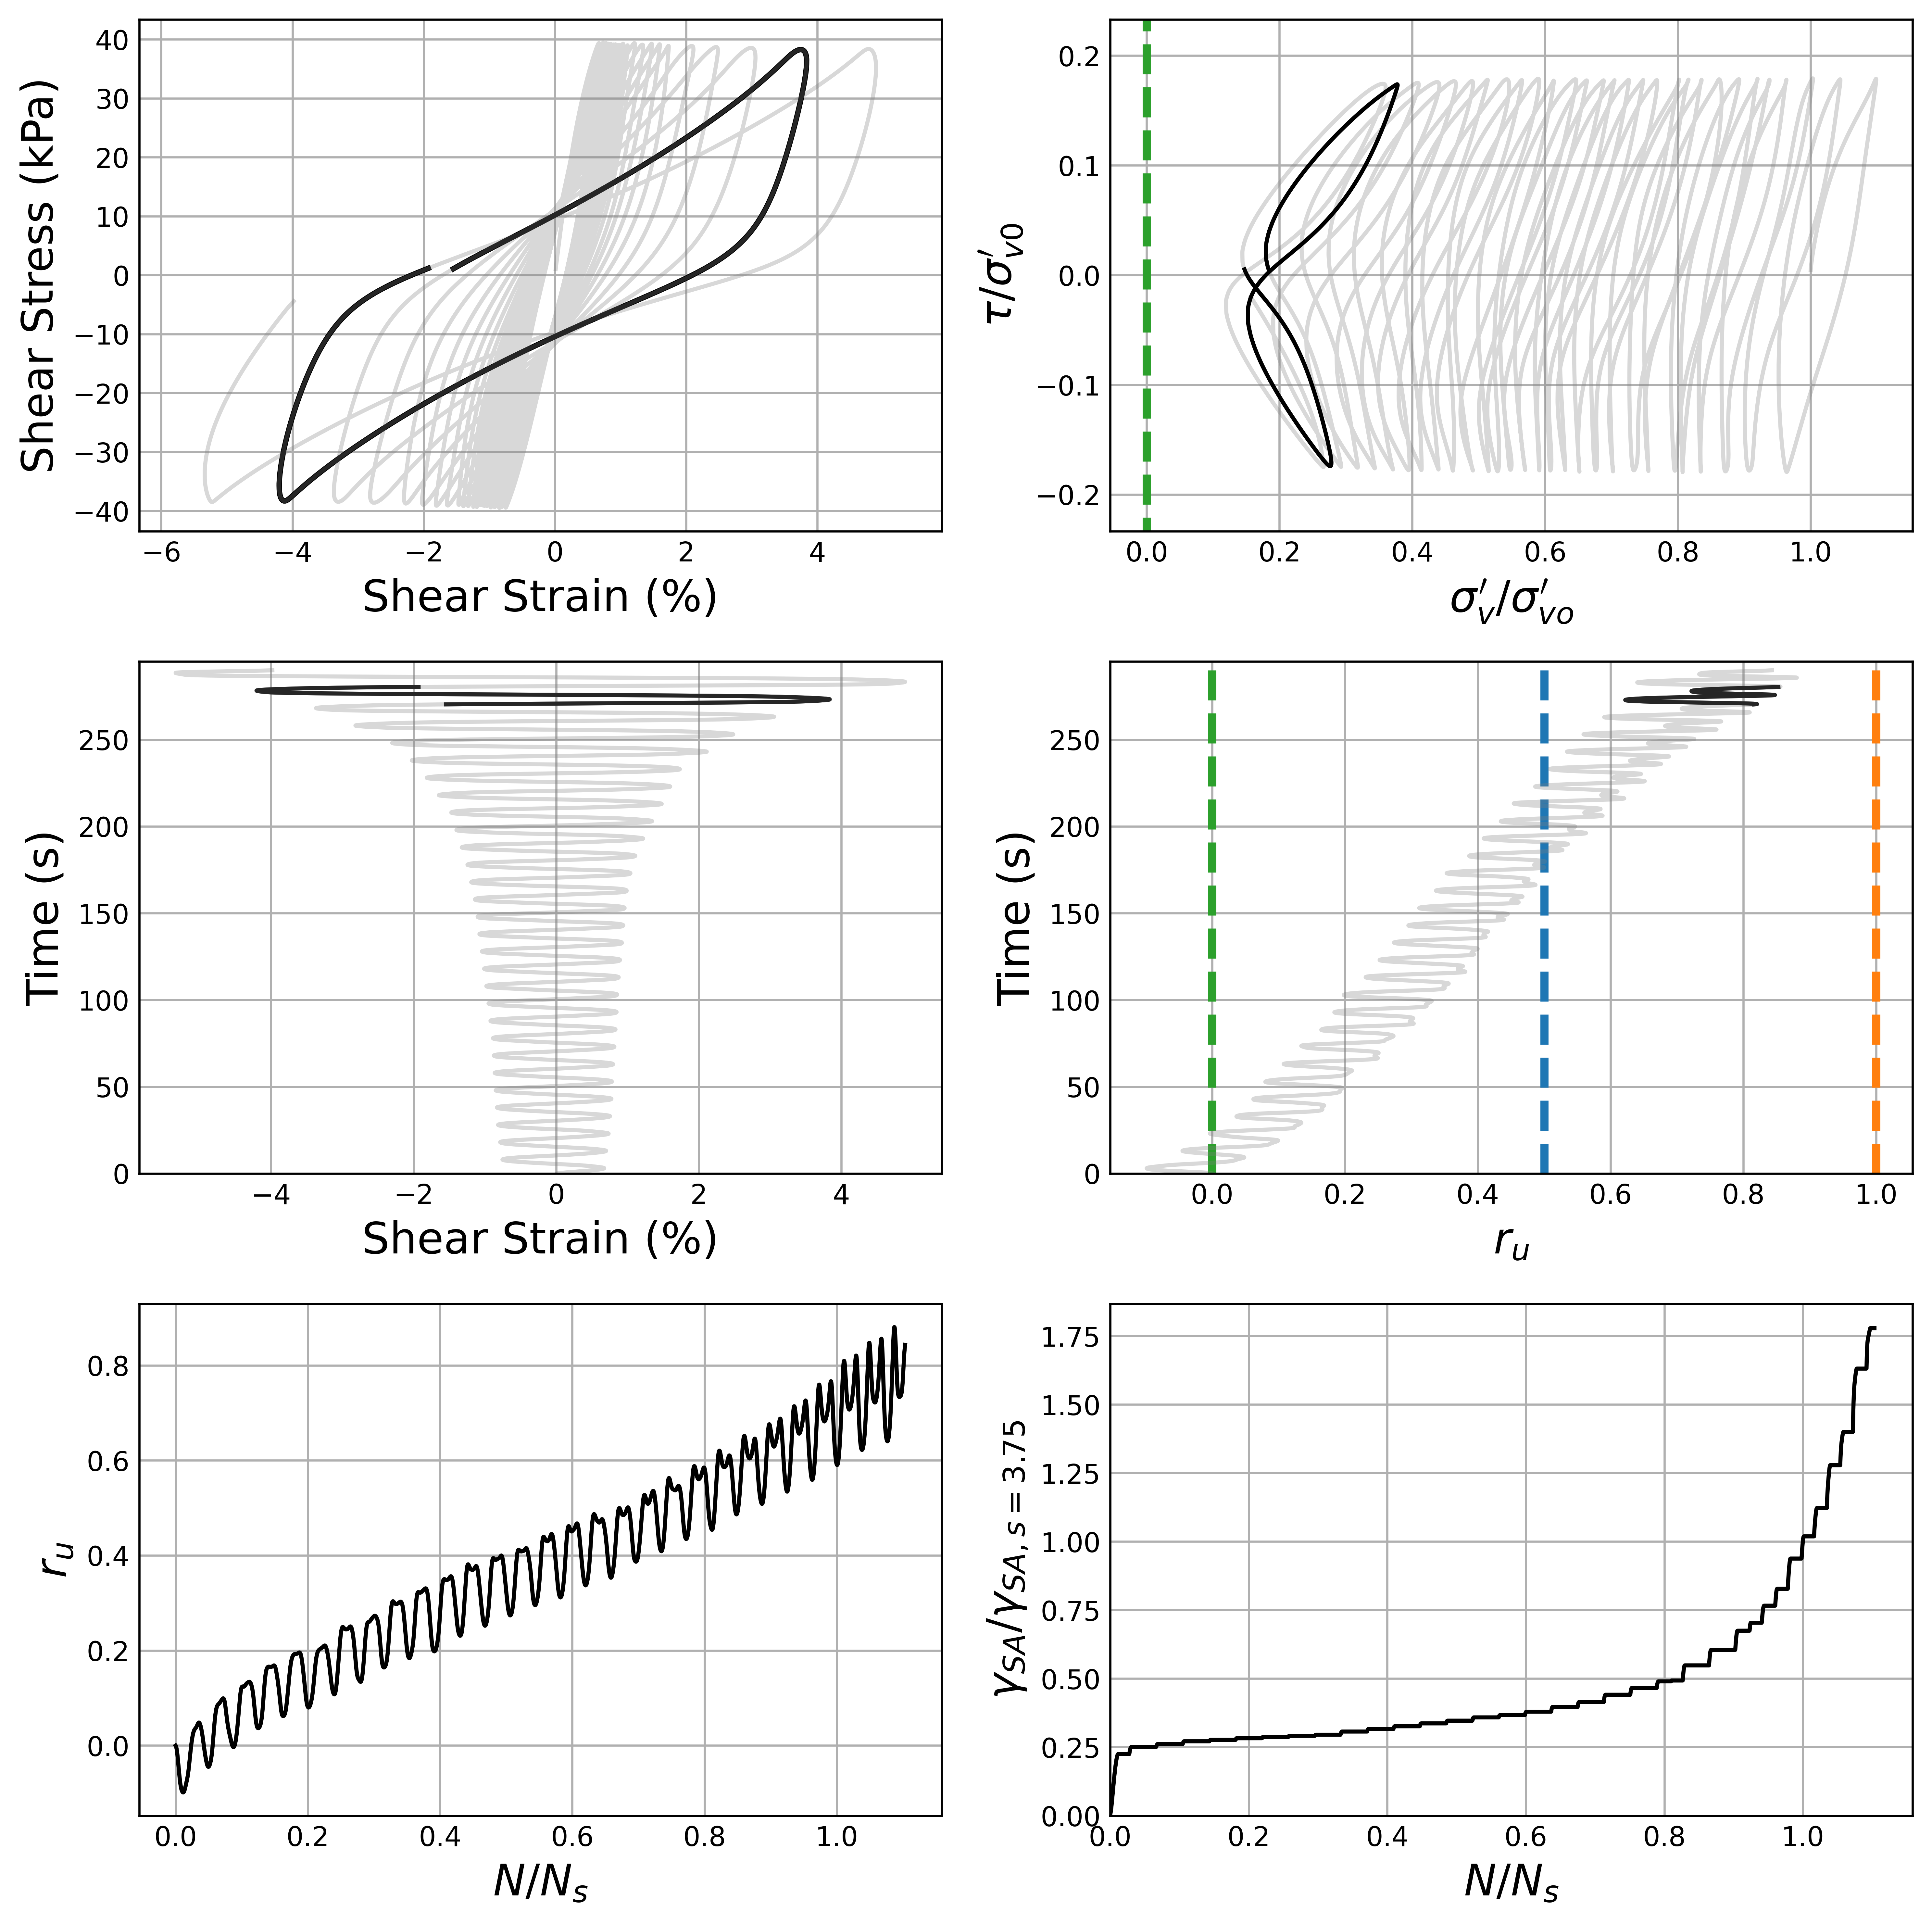 40
30
20
10
0
−10
−20
−30
−40
Shear Stress (kPa)
−6 −4 −2 0 2 4
Shear Strain (%)
0.2
0.1
0.0
−0.1
−0.2
τ/σ′v0
0.0 0.2 0.4 0.6 0.8 1.0
σ′v/σ′vo
250
200
150
100
50
0
Time (s)
−4 −2 0 2 4
Shear Strain (%)
250
200
150
100
50
0
Time (s)
0.0 0.2 0.4 0.6 0.8 1.0
ru
0.8
0.6
0.4
0.2
0.0
ru
0.0 0.2 0.4 0.6 0.8 1.0
N/Ns
1.75
1.50
1.25
1.00
0.75
0.50
0.25
0.00
γSA/γSA, s = 3.75
0.0 0.2 0.4 0.6 0.8 1.0
N/Ns